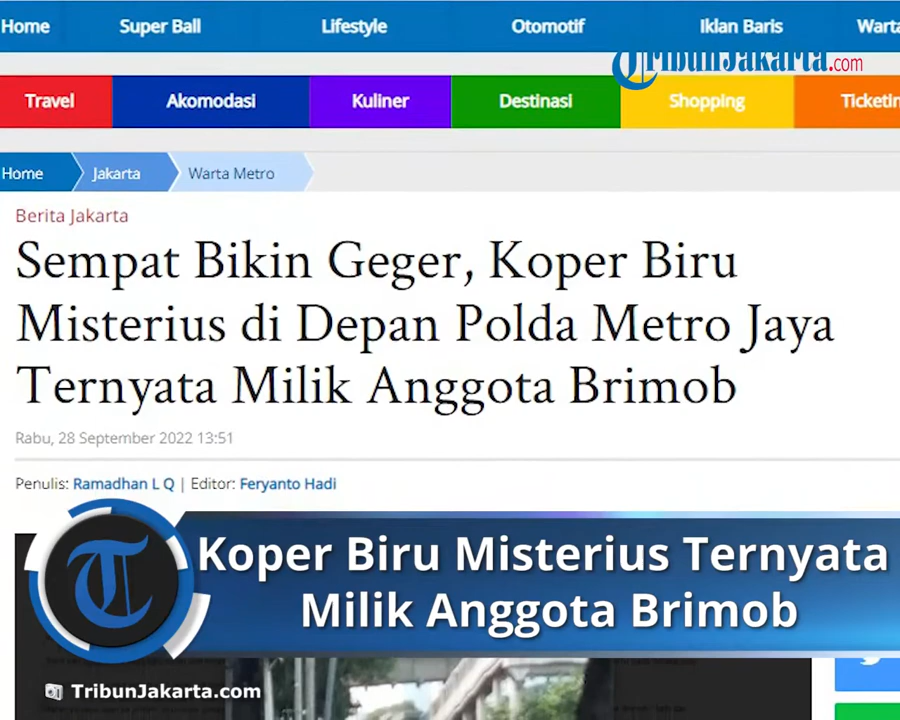 Home Super Ball Lifestyle Otomotif Iklan Baris Warta
TribunJakarta.com
Travel Akomodasi Kuliner Destinasi Shopping
Home Jakarta Warta Metro
Berita Jakarta
Sempat Bikin Geger, Koper Biru
Misterius di Depan Polda Metro Jaya
Ternyata Milik Anggota Brimob
Rabu, 28 September 2022 13:51
Penulis: Ramadhan L Q | Editor: Feryanto Hadi
T
Koper Biru Misterius Ternyata
Milik Anggota Brimob
TribunJakarta.com